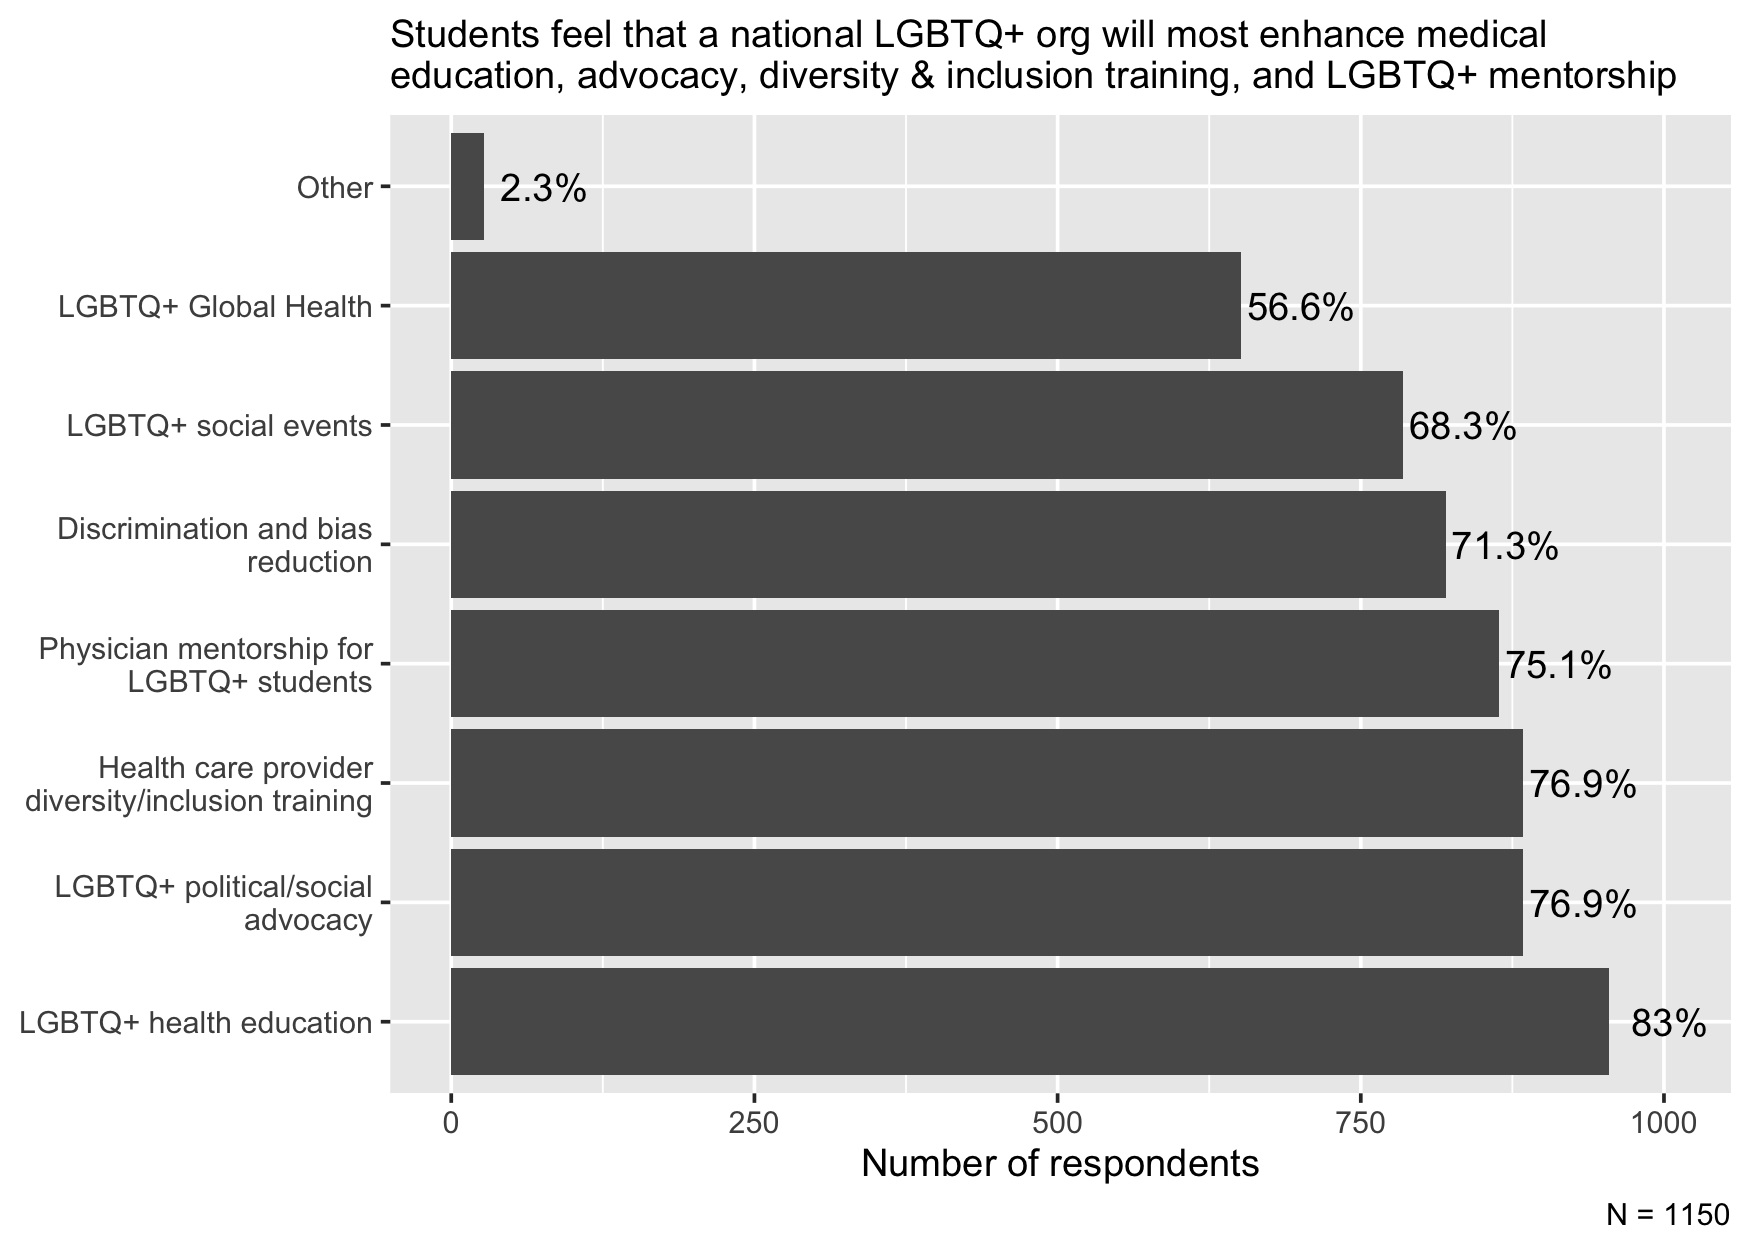 Students feel that a national LGBTQ+ org will most enhance medical
education, advocacy, diversity & inclusion training, and LGBTQ+ mentorship
Other
2.3%
LGBTQ+ Global Health
56.6%
LGBTQ+ social events
68.3%
Discrimination and bias
reduction
71.3%
Physician mentorship for
LGBTQ+ students
75.1%
Health care provider
diversity/inclusion training
76.9%
LGBTQ+ political/social
advocacy
76.9%
LGBTQ+ health education
83%
0 250 500 750 1000
Number of respondents
N = 1150